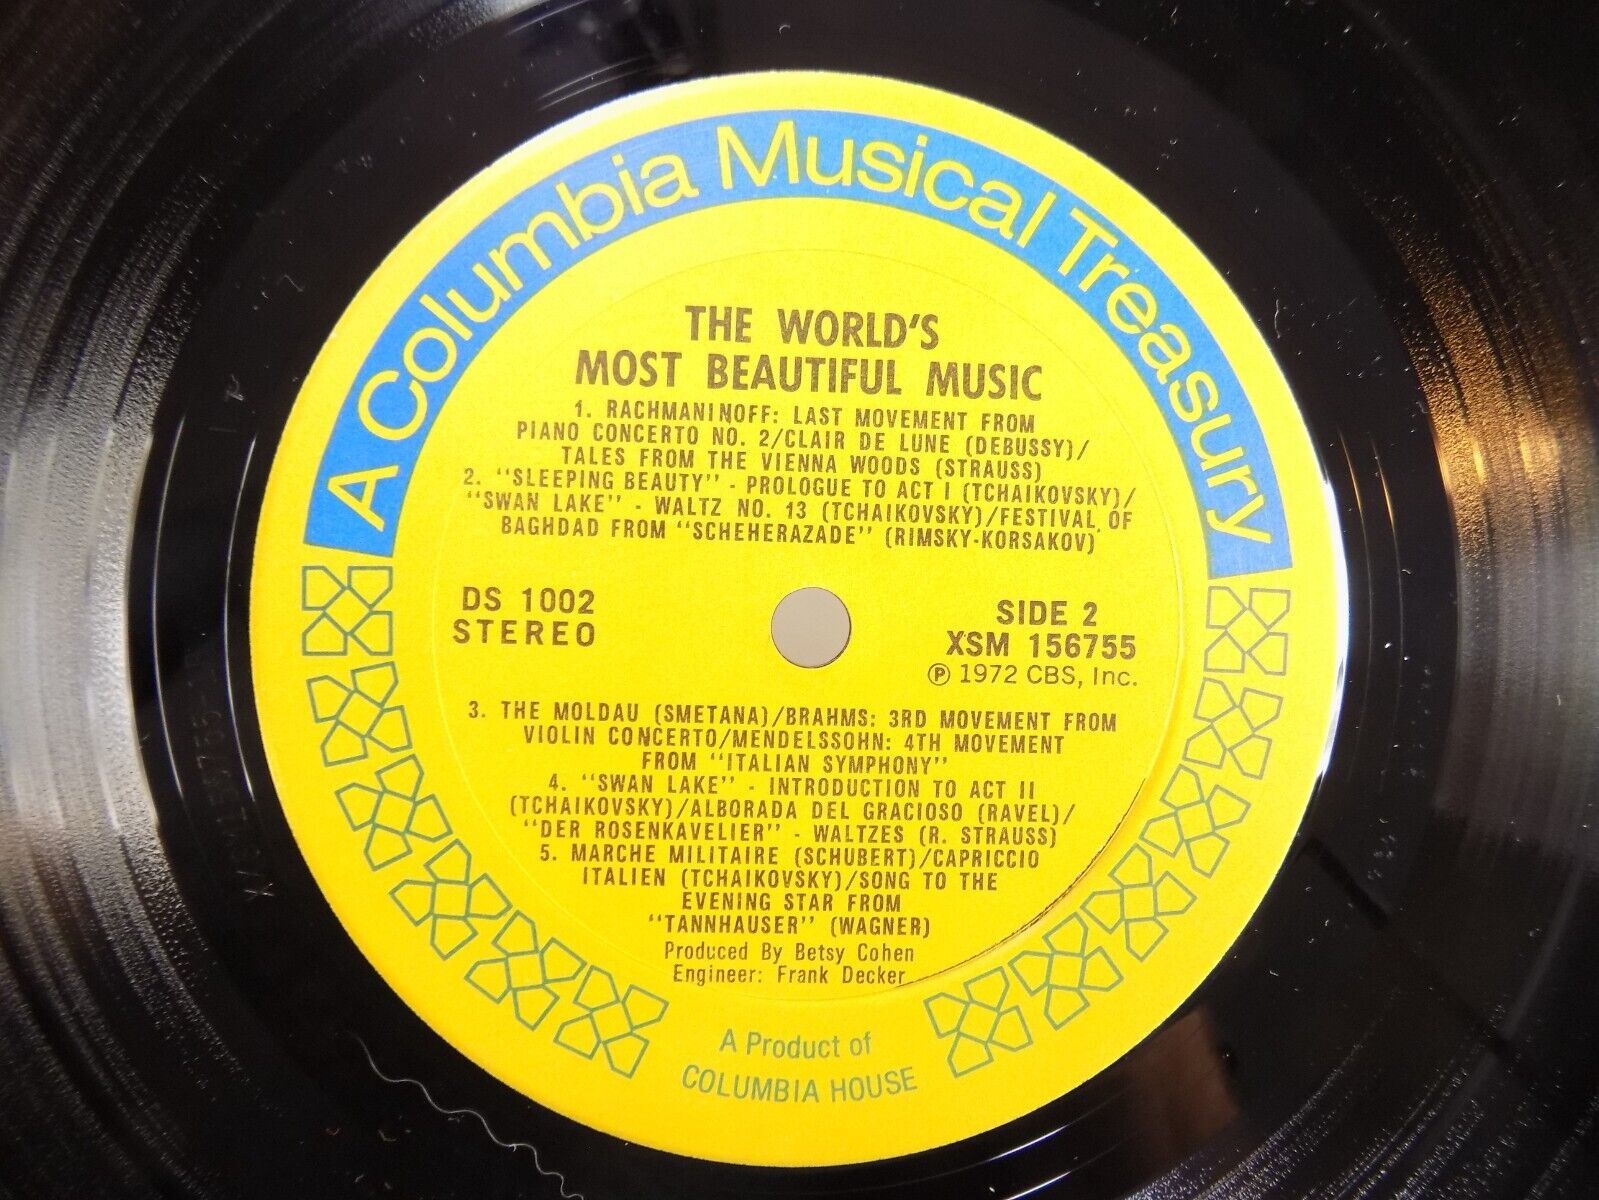 A Columbia Musical Treasury
THE WORLD'S
MOST BEAUTIFUL MUSIC
1. RACHMANINOFF: LAST MOVEMENT FROM
PIANO CONCERTO NO. 2/CLAIR DE LUNE (DEBUSSY)/
TALES FROM THE VIENNA WOODS (STRAUSS)
2. "SLEEPING BEAUTY" - PROLOGUE TO ACT I (TCHAIKOVSKY)/
"SWAN LAKE" - WALTZ NO. 13 (TCHAIKOVSKY)/FESTIVAL OF
BAGHDAD FROM "SCHEHERAZADE" (RIMSKY-KORSAKOV)
DS 1002
STEREO
SIDE 2
XSM 156755
℗ 1972 CBS, Inc.
3. THE MOLDAU (SMETANA)/BRAHMS: 3RD MOVEMENT FROM
VIOLIN CONCERTO/MENDELSSOHN: 4TH MOVEMENT
FROM "ITALIAN SYMPHONY"
4. "SWAN LAKE" - INTRODUCTION TO ACT II
(TCHAIKOVSKY)/ALBORADA DEL GRACIOSO (RAVEL)/
"DER ROSENKAVELIER" - WALTZES (R. STRAUSS)
5. MARCHE MILITAIRE (SCHUBERT)/CAPRICCIO
ITALIEN (TCHAIKOVSKY)/SONG TO THE
EVENING STAR FROM
"TANNHAUSER" (WAGNER)
Produced By Betsy Cohen
Engineer: Frank Decker
A Product of
COLUMBIA HOUSE